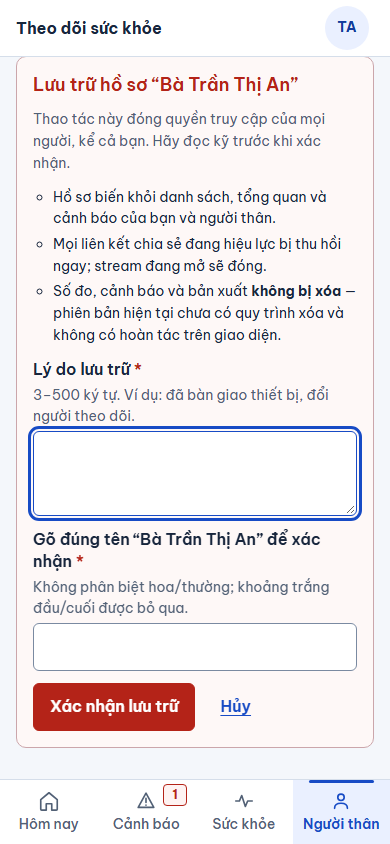 Theo dõi sức khỏe
TA
Lưu trữ hồ sơ “Bà Trần Thị An”
Thao tác này đóng quyền truy cập của mọi
người, kể cả bạn. Hãy đọc kỹ trước khi xác
nhận.
Hồ sơ biến khỏi danh sách, tổng quan và
cảnh báo của bạn và người thân.
Mọi liên kết chia sẻ đang hiệu lực bị thu hồi
ngay; stream đang mở sẽ đóng.
Số đo, cảnh báo và bản xuất không bị xóa —
phiên bản hiện tại chưa có quy trình xóa và
không có hoàn tác trên giao diện.
Lý do lưu trữ *
3–500 ký tự. Ví dụ: đã bàn giao thiết bị, đổi
người theo dõi.
Gõ đúng tên “Bà Trần Thị An” để xác
nhận *
Không phân biệt hoa/thường; khoảng trắng
đầu/cuối được bỏ qua.
Xác nhận lưu trữ
Hủy
1
Hôm nay
Cảnh báo
Sức khỏe
Người thân